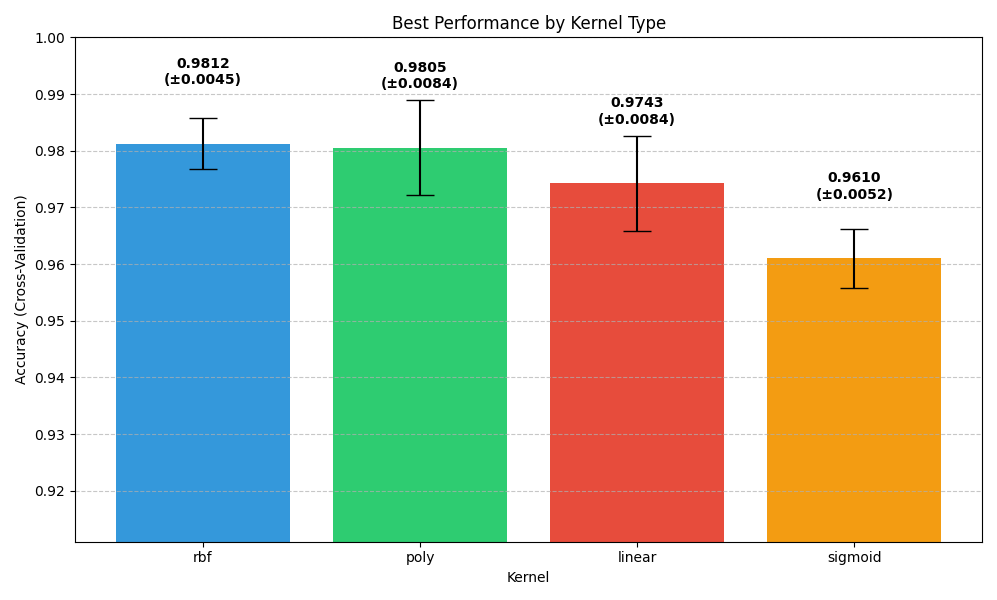 Best Performance by Kernel Type
Accuracy (Cross-Validation)
1.00
0.99
0.98
0.97
0.96
0.95
0.94
0.93
0.92
0.9812
(±0.0045)
0.9805
(±0.0084)
0.9743
(±0.0084)
0.9610
(±0.0052)
rbf
poly
linear
sigmoid
Kernel